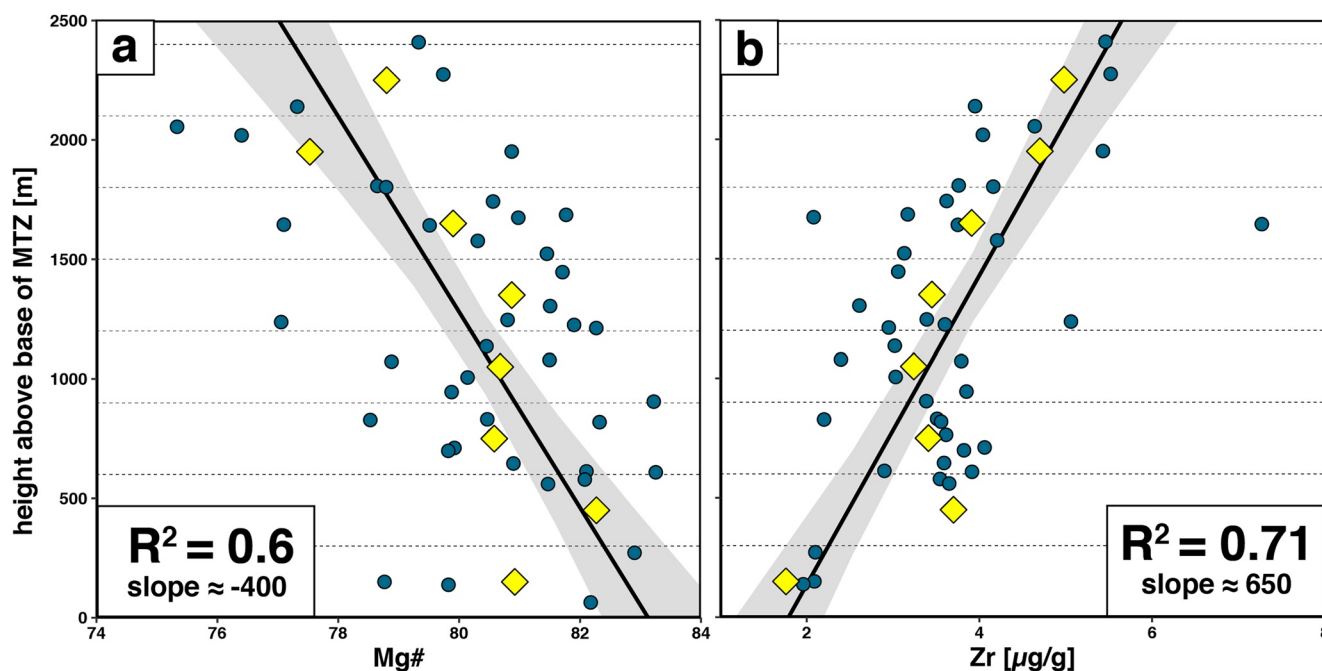 a
b
height above base of MTZ [m]
2500
2000
1500
1000
500
0
R² = 0.6
slope ≈ -400
R² = 0.71
slope ≈ 650
74
76
78
80
82
84
2
4
6
8
Mg#
Zr [µg/g]